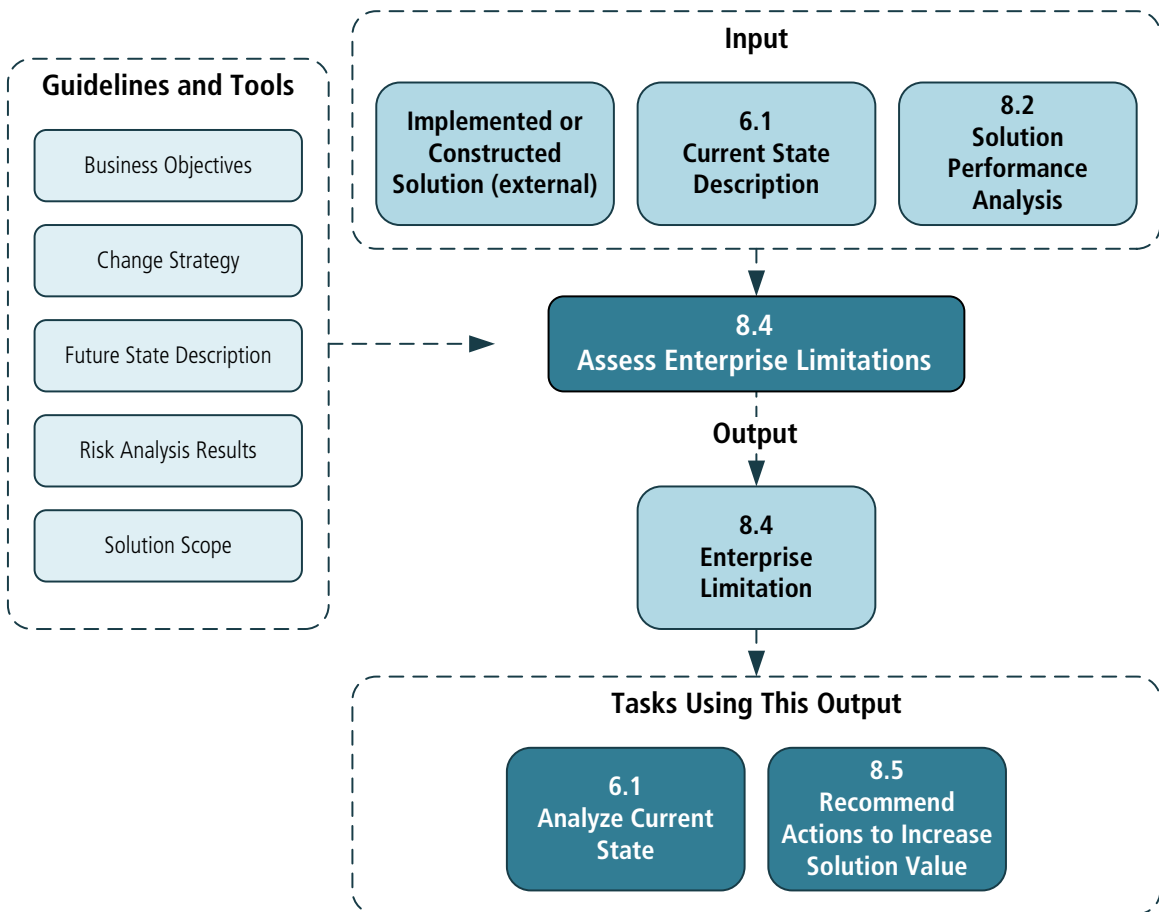 Input
Guidelines and Tools
Business Objectives
Change Strategy
Future State Description
Risk Analysis Results
Solution Scope
Implemented or
Constructed
Solution (external)
6.1
Current State
Description
8.2
Solution
Performance
Analysis
8.4
Assess Enterprise Limitations
Output
8.4
Enterprise
Limitation
Tasks Using This Output
6.1
Analyze Current
State
8.5
Recommend
Actions to Increase
Solution Value